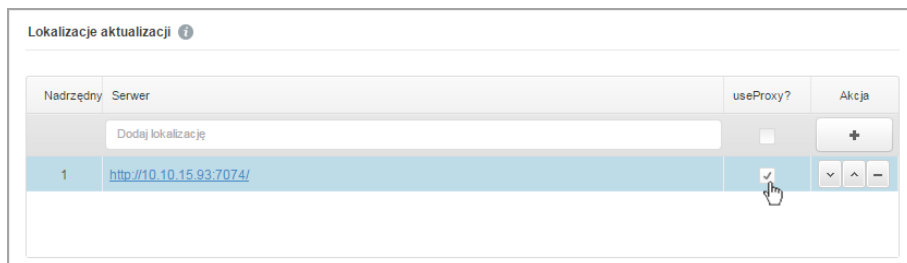 Lokalizacje aktualizacji
Nadrzędny Serwer useProxy? Akcja
Dodaj lokalizację
1 http://10.10.15.93:7074/